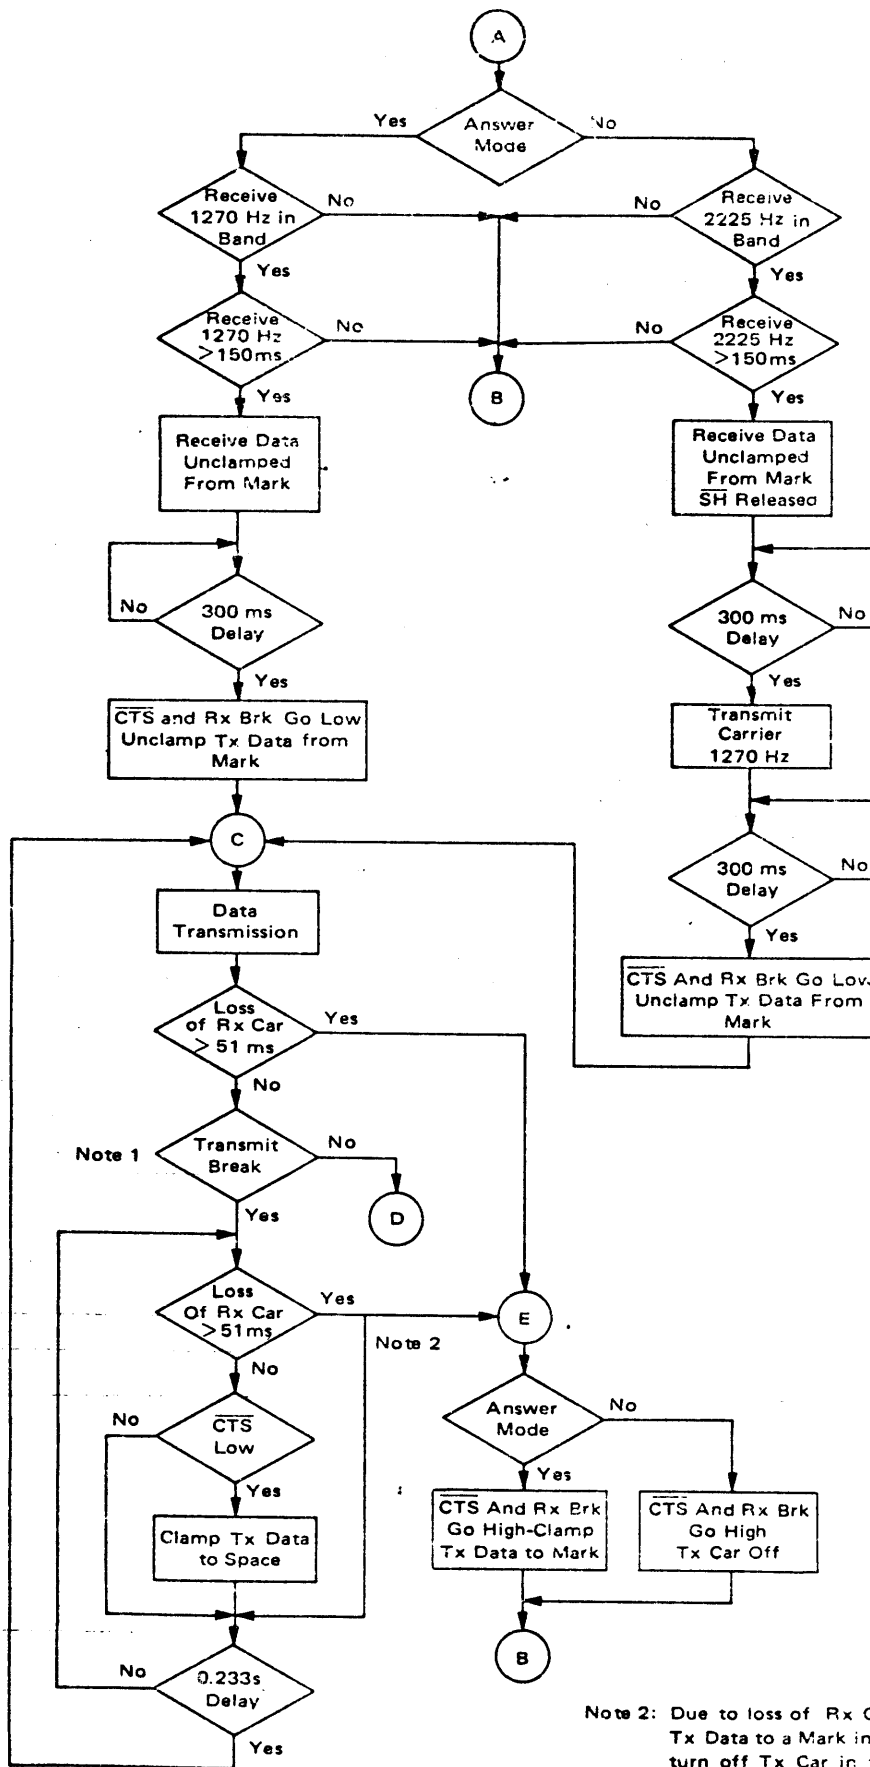 A
Answer
Mode
Yes
No
Receive
1270 Hz in
Band
No
Yes
Receive
2225 Hz in
Band
No
Yes
Receive
1270 Hz
>150ms
No
Yes
Receive
2225 Hz
>150ms
No
Yes
B
Receive Data
Unclamped
From Mark
Receive Data
Unclamped
From Mark
S̅H̅ Released
300 ms
Delay
No
Yes
300 ms
Delay
No
Yes
C̅T̅S̅ and Rx Brk Go Low
Unclamp Tx Data from
Mark
Transmit
Carrier
1270 Hz
C
300 ms
Delay
No
Yes
Data
Transmission
C̅T̅S̅ And Rx Brk Go Low
Unclamp Tx Data From
Mark
Loss
of Rx Car
> 51 ms
Yes
No
Note 1
Transmit
Break
No
Yes
D
Loss
Of Rx Car
>51ms
Yes
No
Note 2
E
C̅T̅S̅
Low
No
Yes
Answer
Mode
No
Yes
Clamp Tx Data
to Space
C̅T̅S̅ And Rx Brk
Go High-Clamp
Tx Data to Mark
C̅T̅S̅ And Rx Brk
Go High
Tx Car Off
B
0.233s
Delay
No
Yes
Note 2: Due to loss of Rx C
Tx Data to a Mark in
turn off Tx Car in